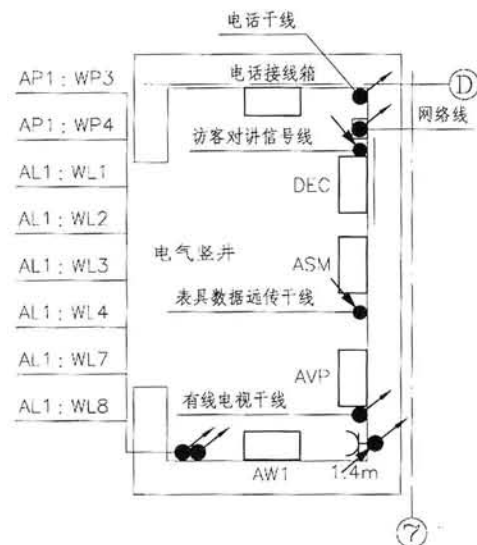 电话干线
AP1：WP3
电话接线箱
D
AP1：WP4
网络线
访客对讲信号线
AL1：WL1
DEC
AL1：WL2
电气竖井
AL1：WL3
ASM
表具数据远传干线
AL1：WL4
AL1：WL7
AVP
AL1：WL8
有线电视干线
AW1
1.4m
7